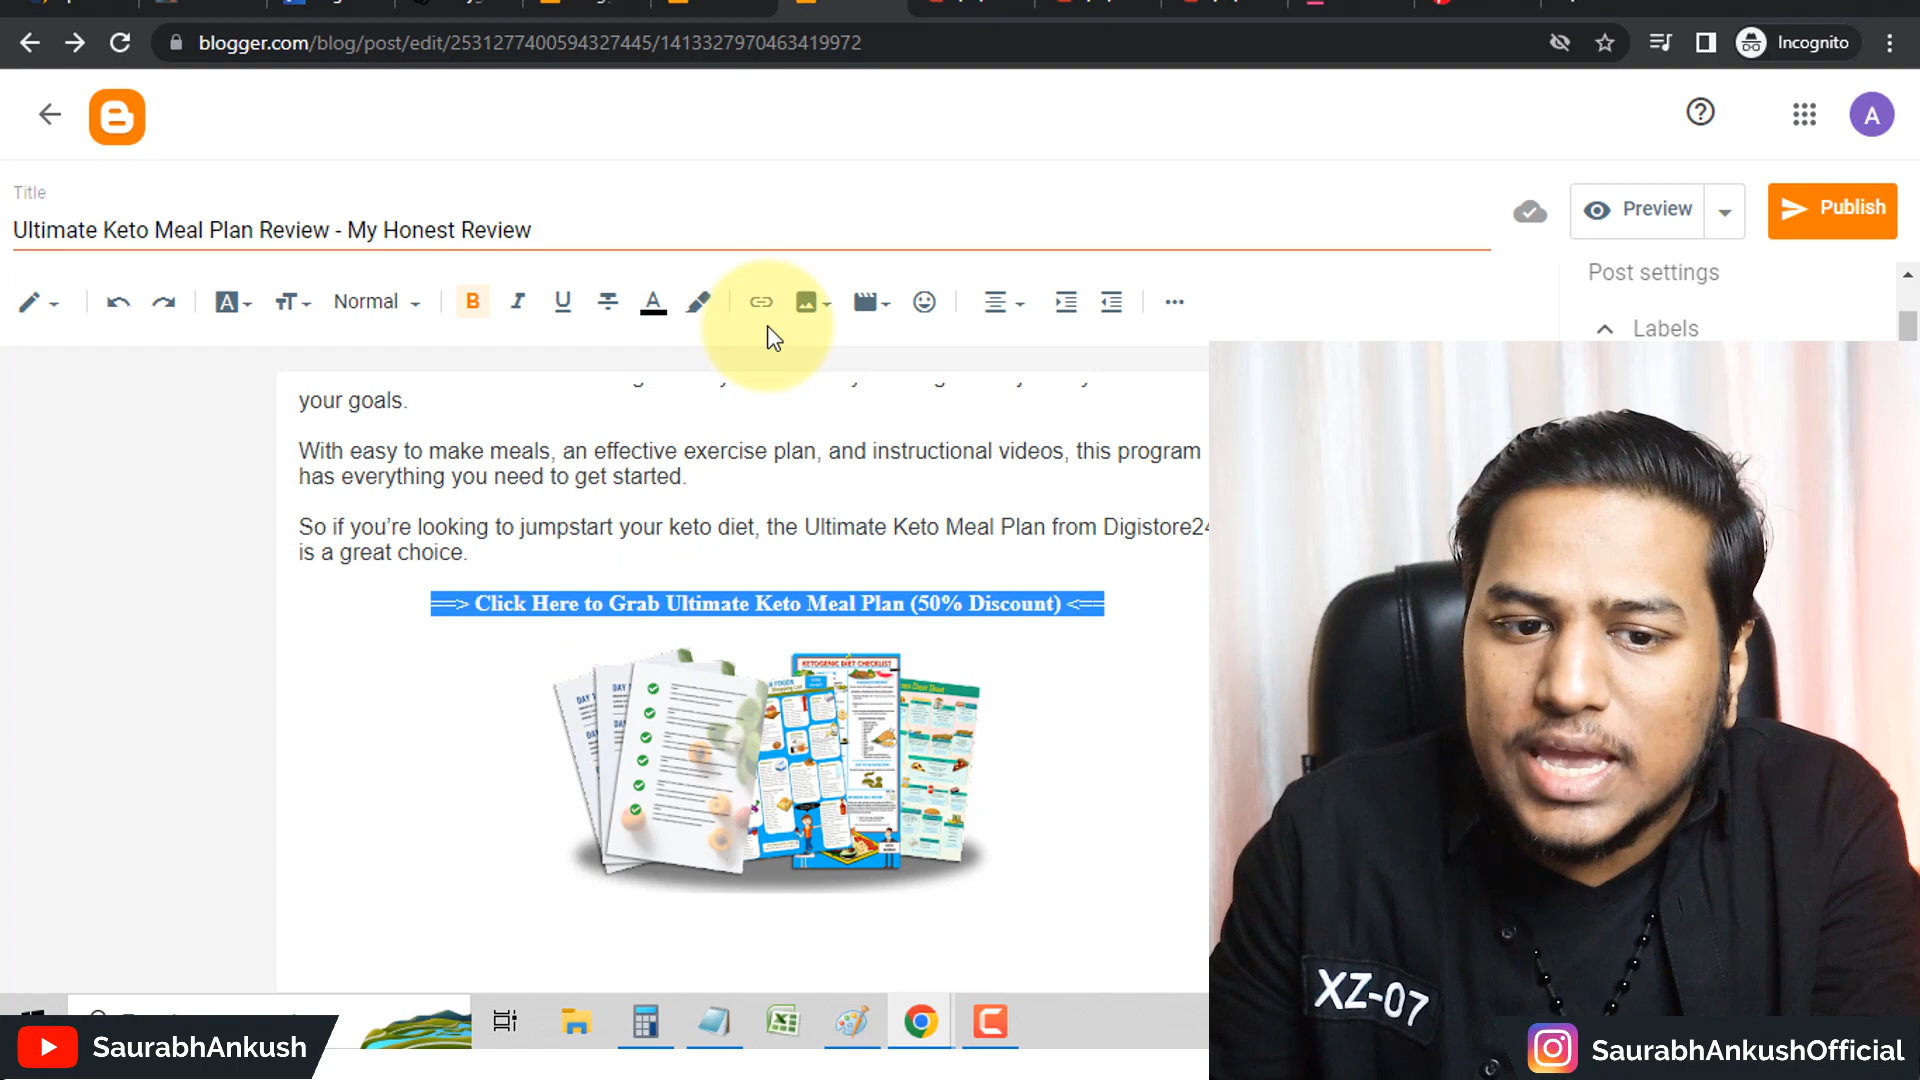 blogger.com/blog/post/edit/2531277400594327445/1413327970463419972
Incognito
A
Title
Ultimate Keto Meal Plan Review - My Honest Review
Preview
Publish
Normal
B
Post settings
Labels
your goals.
With easy to make meals, an effective exercise plan, and instructional videos, this program
has everything you need to get started.
So if you’re looking to jumpstart your keto diet, the Ultimate Keto Meal Plan from Digistore24
is a great choice.
==> Click Here to Grab Ultimate Keto Meal Plan (50% Discount) <==
KETOGENIC DIET CHECKLIST
XZ-07
SaurabhAnkush
SaurabhAnkushOfficial